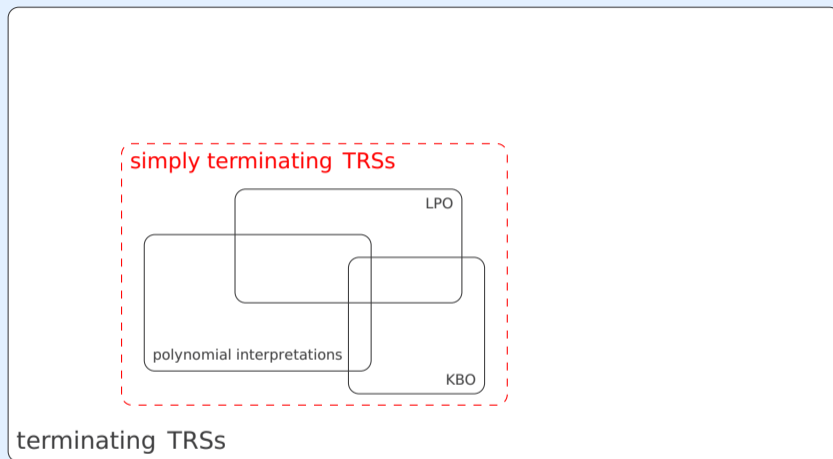 simply terminating TRSs
LPO
polynomial interpretations
KBO
terminating TRSs